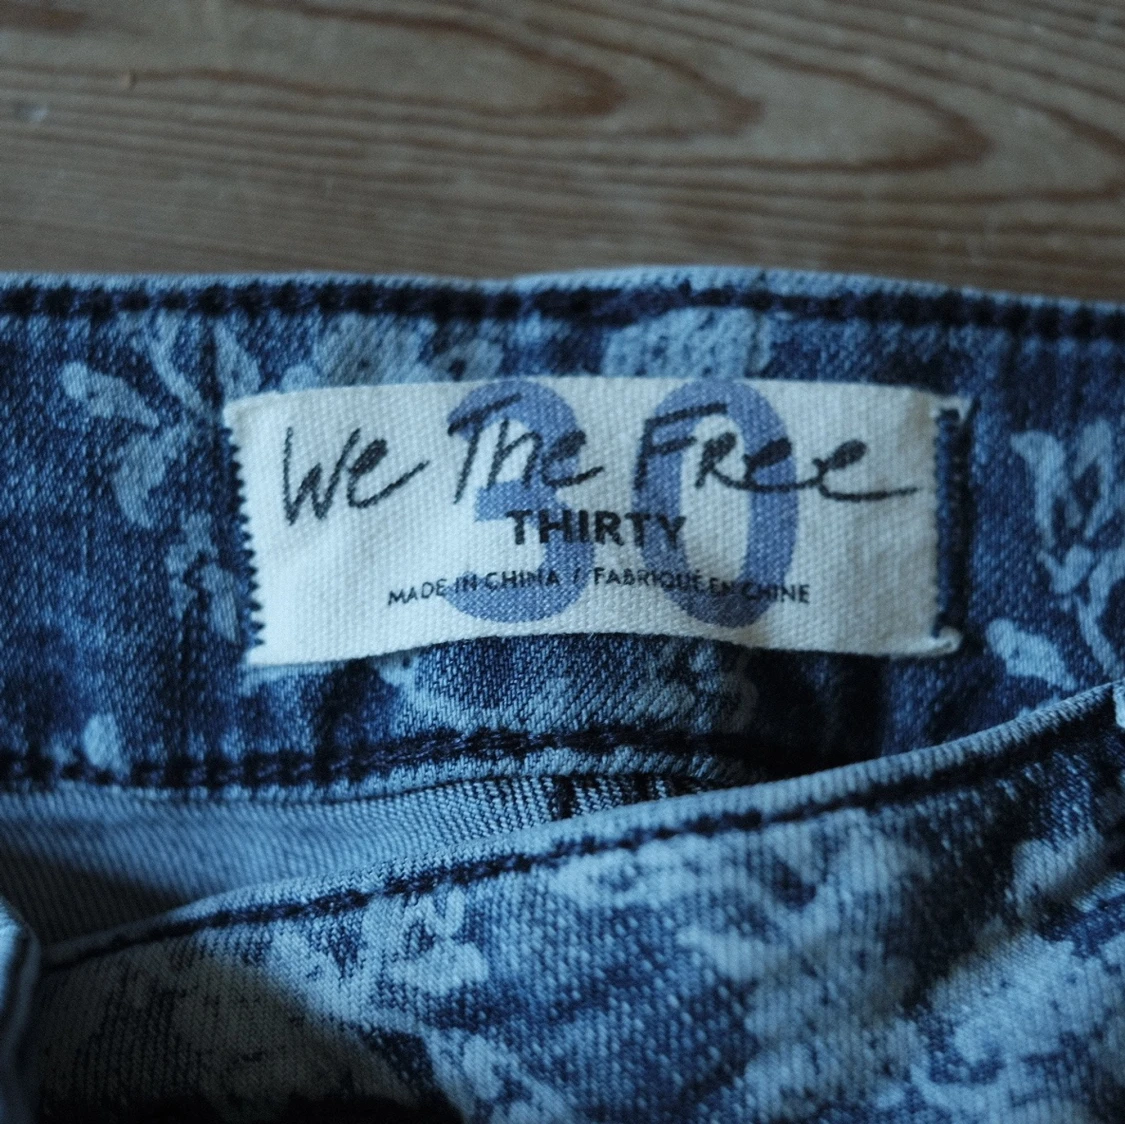 30
We The Free
THIRTY
MADE IN CHINA / FABRIQUÉ EN CHINE